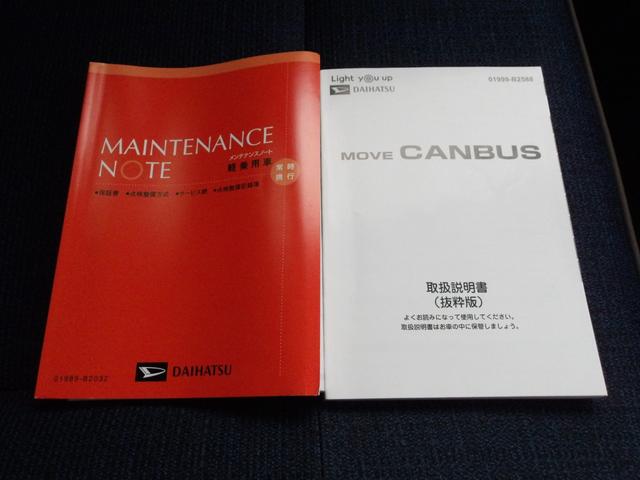 MAINTENANCE
NOTE
メンテナンスノート
軽乗用車
常時
携行
●保証書 ●点検整備方式 ●サービス網 ●点検整備記録簿
DAIHATSU
01989-B2032
Light you up
DAIHATSU
01999-B2588
MOVE CANBUS
取扱説明書
(抜粋版)
よくお読みになって使用してください。
取扱説明書はお車の中に保管しましょう。